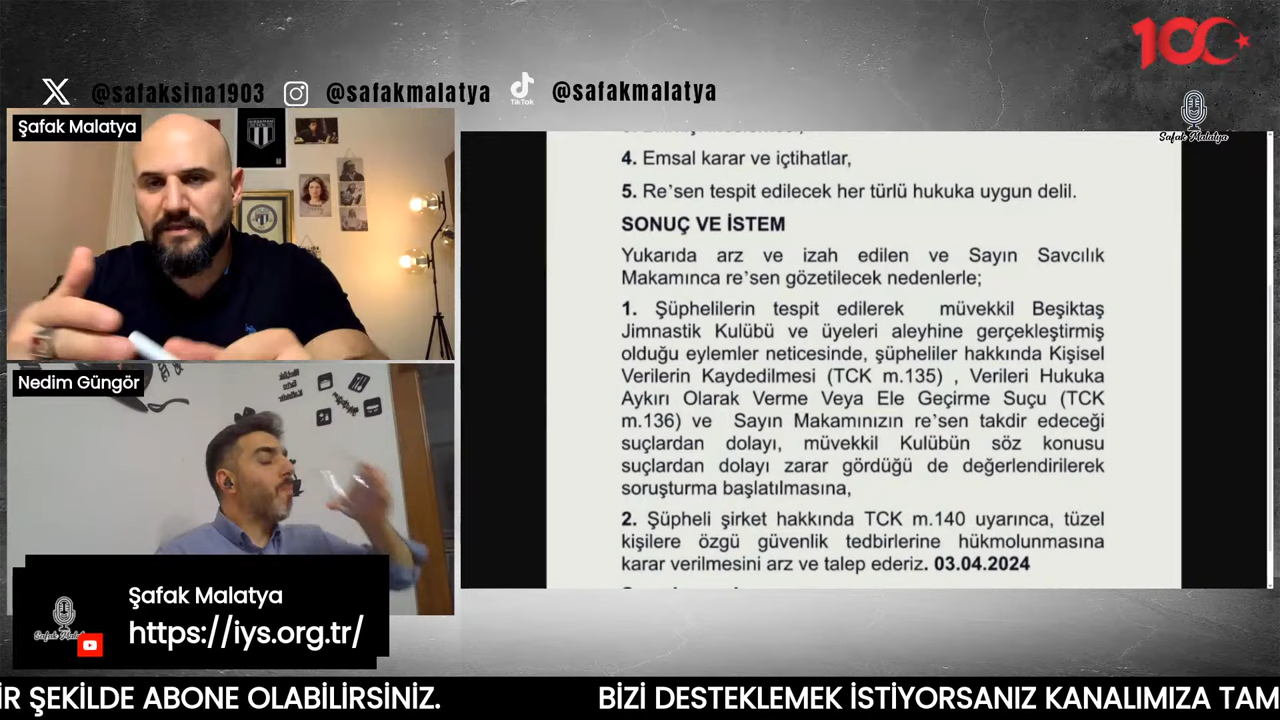 100
@safaksina1903
@safakmalatya
TikTok
@safakmalatya
Şafak Malatya
Safak Malatya
4. Emsal karar ve içtihatlar,
5. Re'sen tespit edilecek her türlü hukuka uygun delil.
SONUÇ VE İSTEM
Yukarıda arz ve izah edilen ve Sayın Savcılık
Makamınca re'sen gözetilecek nedenlerle;
1. Şüphelilerin tespit edilerek müvekkil Beşiktaş
Jimnastik Kulübü ve üyeleri aleyhine gerçekleştirmiş
olduğu eylemler neticesinde, şüpheliler hakkında Kişisel
Verilerin Kaydedilmesi (TCK m.135) , Verileri Hukuka
Aykırı Olarak Verme Veya Ele Geçirme Suçu (TCK
m.136) ve Sayın Makamınızın re'sen takdir edeceği
suçlardan dolayı, müvekkil Kulübün söz konusu
suçlardan dolayı zarar gördüğü de değerlendirilerek
soruşturma başlatılmasına,
2. Şüpheli şirket hakkında TCK m.140 uyarınca, tüzel
kişilere özgü güvenlik tedbirlerine hükmolunmasına
karar verilmesini arz ve talep ederiz. 03.04.2024
Nedim Güngör
Şafak Malatya
https://iys.org.tr/
İR ŞEKİLDE ABONE OLABİLİRSİNİZ. BİZİ DESTEKLEMEK İSTİYORSANIZ KANALIMIZA TAM